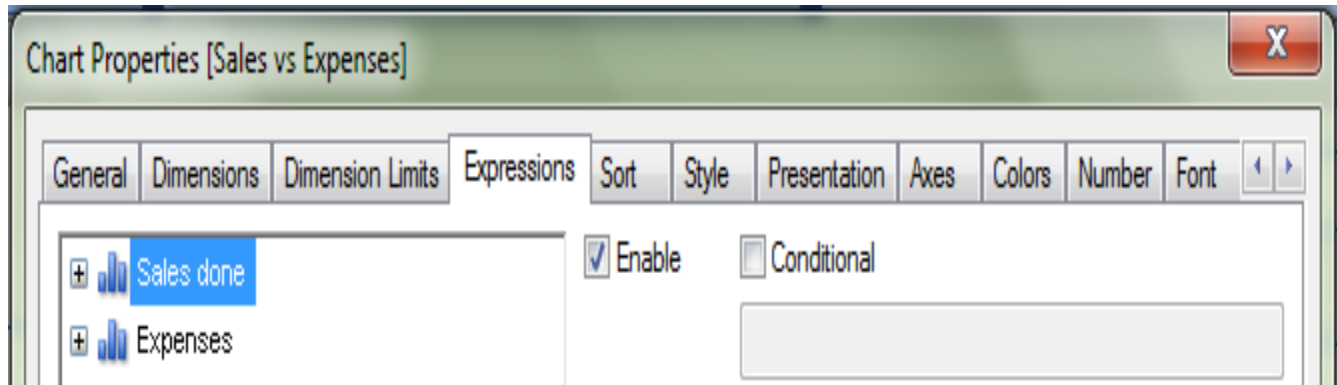 Chart Properties [Sales vs Expenses]
General Dimensions Dimension Limits Expressions Sort Style Presentation Axes Colors Number Font
Sales done Enable Conditional
Expenses